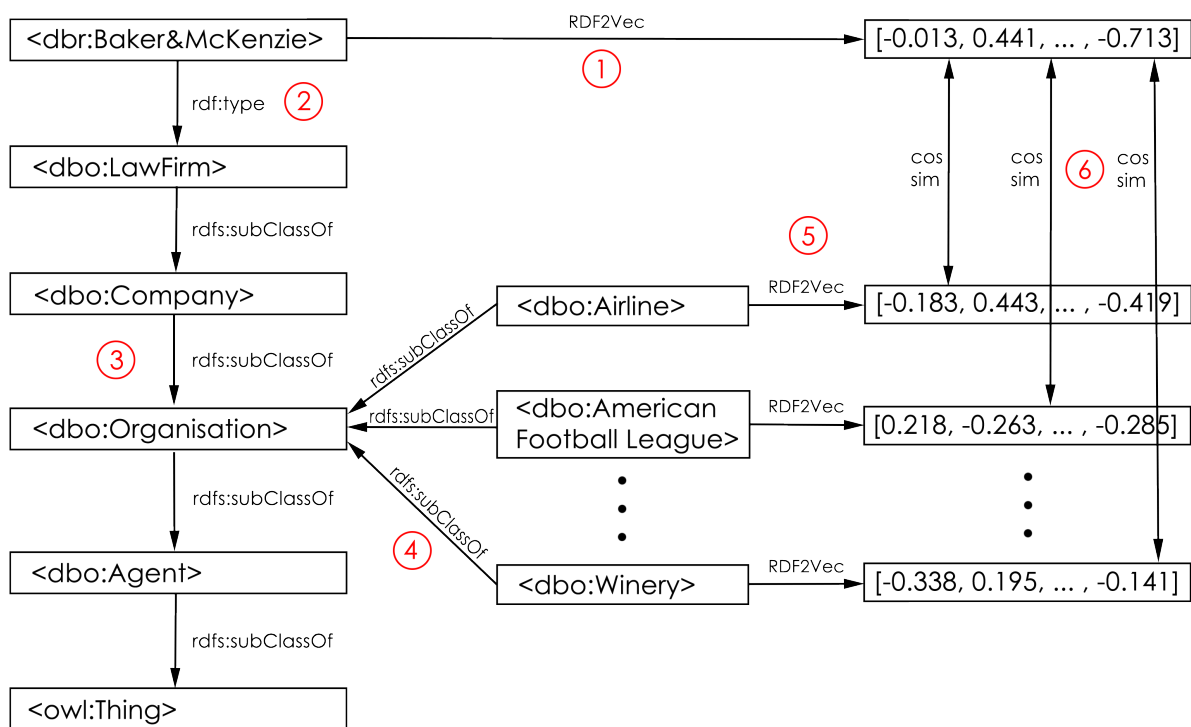 <dbr:Baker&McKenzie>
RDF2Vec
[-0.013, 0.441, ... , -0.713]
1
rdf:type
2
<dbo:LawFirm>
cos
sim
cos
sim
6
cos
sim
rdfs:subClassOf
5
<dbo:Company>
<dbo:Airline>
RDF2Vec
[-0.183, 0.443, ... , -0.419]
3
rdfs:subClassOf
rdfs:subClassOf
<dbo:Organisation>
rdfs:subClassOf
<dbo:American
Football League>
RDF2Vec
[0.218, -0.263, ... , -0.285]
rdfs:subClassOf
rdfs:subClassOf
4
<dbo:Agent>
<dbo:Winery>
RDF2Vec
[-0.338, 0.195, ... , -0.141]
rdfs:subClassOf
<owl:Thing>